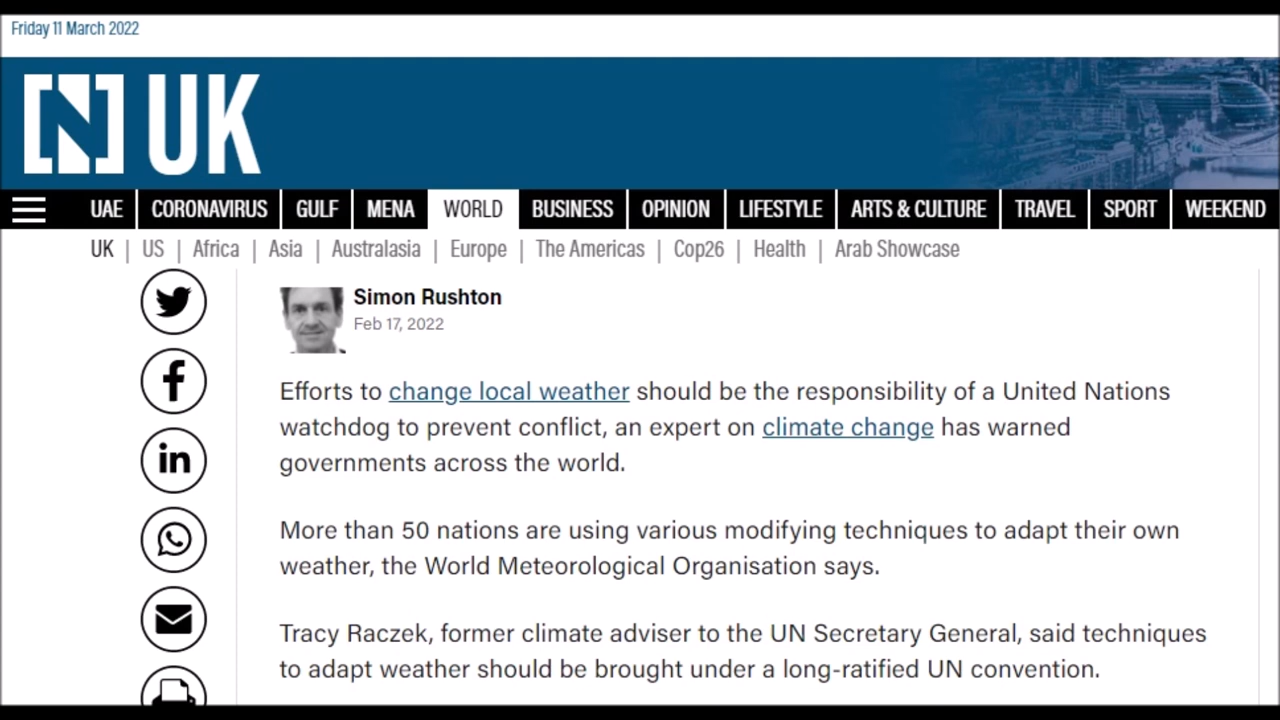 Friday 11 March 2022
[N] UK
UAE CORONAVIRUS GULF MENA WORLD BUSINESS OPINION LIFESTYLE ARTS & CULTURE TRAVEL SPORT WEEKEND
UK | US | Africa | Asia | Australasia | Europe | The Americas | Cop26 | Health | Arab Showcase
Simon Rushton
Feb 17, 2022
Efforts to change local weather should be the responsibility of a United Nations
watchdog to prevent conflict, an expert on climate change has warned
governments across the world.
More than 50 nations are using various modifying techniques to adapt their own
weather, the World Meteorological Organisation says.
Tracy Raczek, former climate adviser to the UN Secretary General, said techniques
to adapt weather should be brought under a long-ratified UN convention.